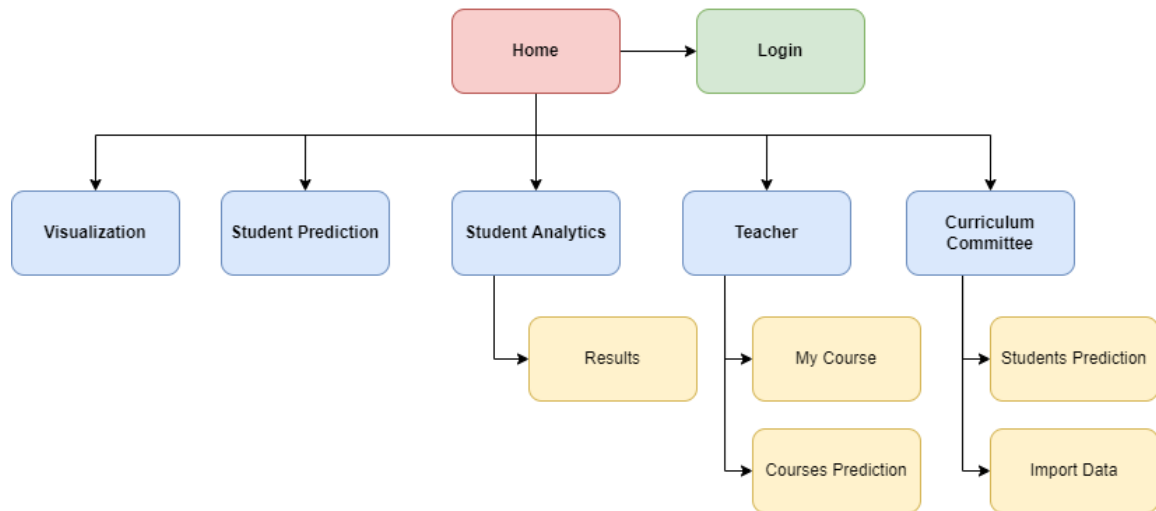 Home
Login
Visualization
Student Prediction
Student Analytics
Teacher
Curriculum
Committee
Results
My Course
Students Prediction
Courses Prediction
Import Data